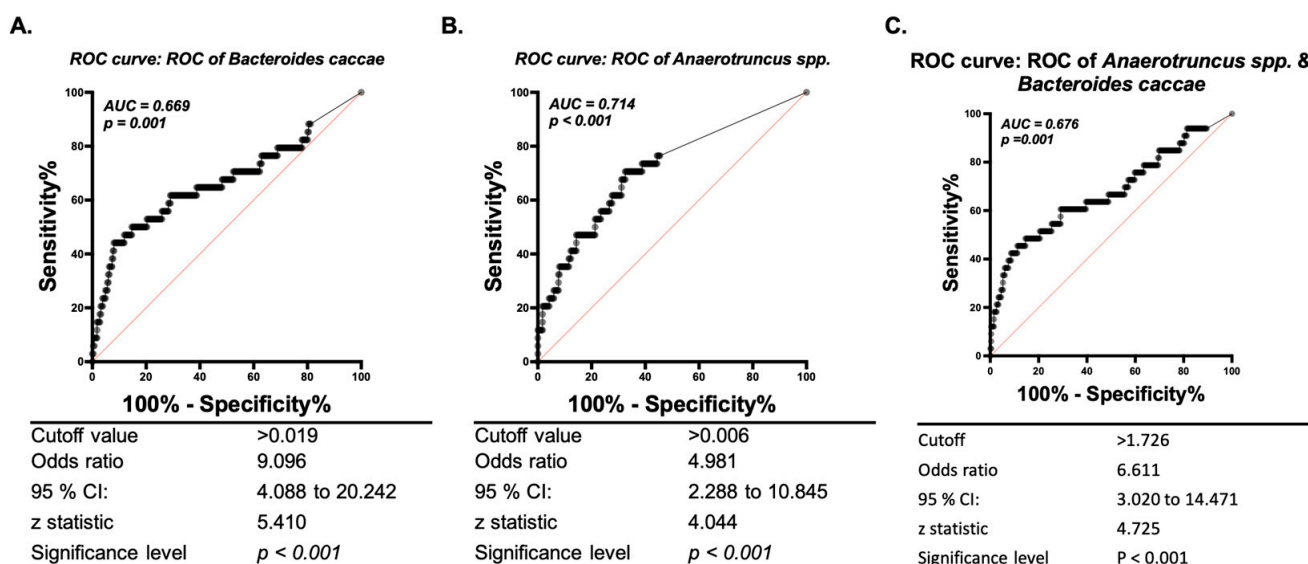 A.
ROC curve: ROC of Bacteroides caccae
AUC = 0.669
p = 0.001
Sensitivity%
100
80
60
40
20
0
0 20 40 60 80 100
100% - Specificity%
Cutoff value >0.019
Odds ratio 9.096
95 % CI: 4.088 to 20.242
z statistic 5.410
Significance level p < 0.001
B.
ROC curve: ROC of Anaerotruncus spp.
AUC = 0.714
p < 0.001
Sensitivity%
100
80
60
40
20
0
0 20 40 60 80 100
100% - Specificity%
Cutoff value >0.006
Odds ratio 4.981
95 % CI: 2.288 to 10.845
z statistic 4.044
Significance level p < 0.001
C.
ROC curve: ROC of Anaerotruncus spp. &
Bacteroides caccae
AUC = 0.676
p =0.001
Sensitivity%
100
80
60
40
20
0
0 20 40 60 80 100
100% - Specificity%
Cutoff >1.726
Odds ratio 6.611
95 % CI: 3.020 to 14.471
z statistic 4.725
Significance level P < 0.001